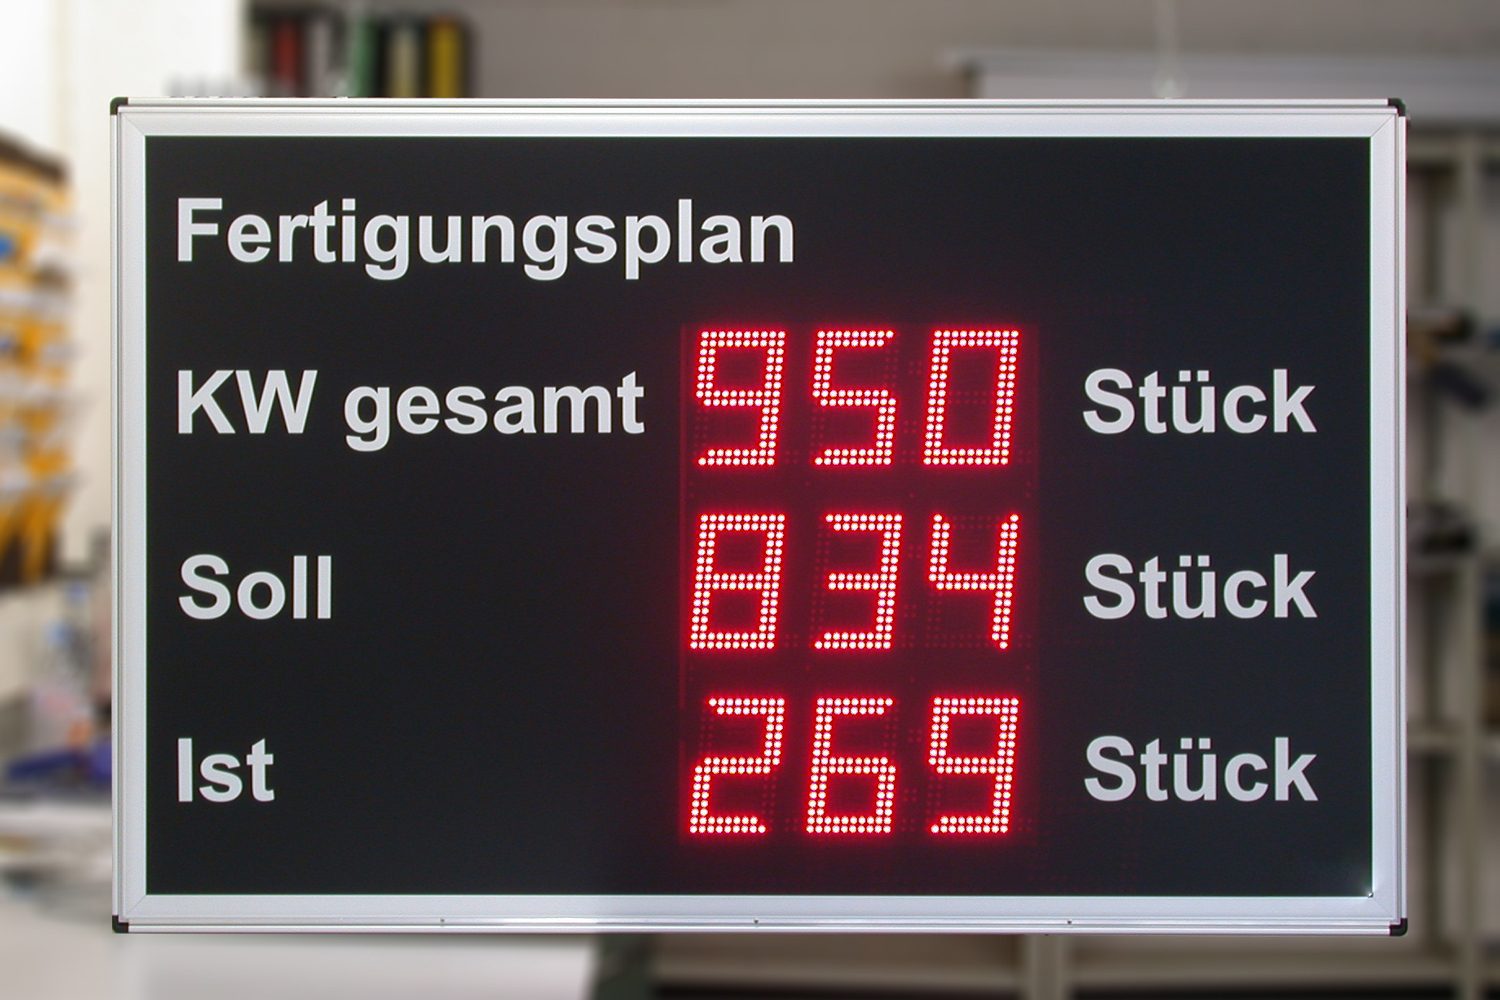 Fertigungsplan
KW gesamt 950 Stück
Soll 834 Stück
Ist 269 Stück